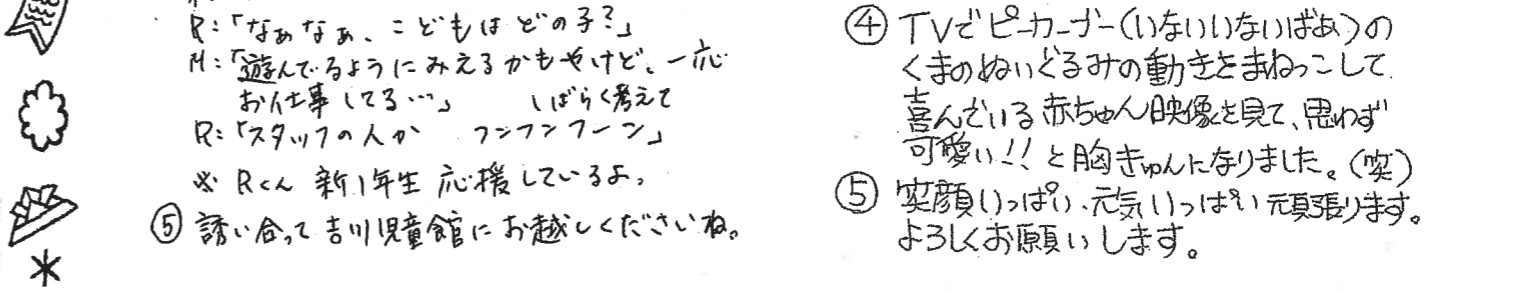 R:「なぁなぁ、こどもはどの子?」
M:「遊んでるようにみえるかもやけど、一応
お仕事してる…」 しばらく考えて
R:「スタッフの人か フンフンフーン」
※ Rくん 新1年生 応援しているよ。
⑤ 誘い合って吉川児童館にお越しくださいね。
④ TVでピーカーブー(いないいないばあ)の
くまのぬいぐるみの動きをまねっこして
喜んでいる赤ちゃん映像を見て、思わず
可愛い!!と胸きゅんになりました。(笑)
⑤ 笑顔いっぱい、元気いっぱい頑張ります。
よろしくお願いします。